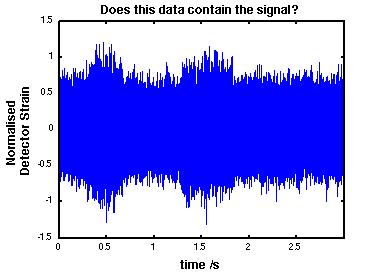 Does this data contain the signal?
1.5
1
0.5
0
-0.5
-1
-1.5
Normalised
Detector Strain
0 0.5 1 1.5 2 2.5
time /s